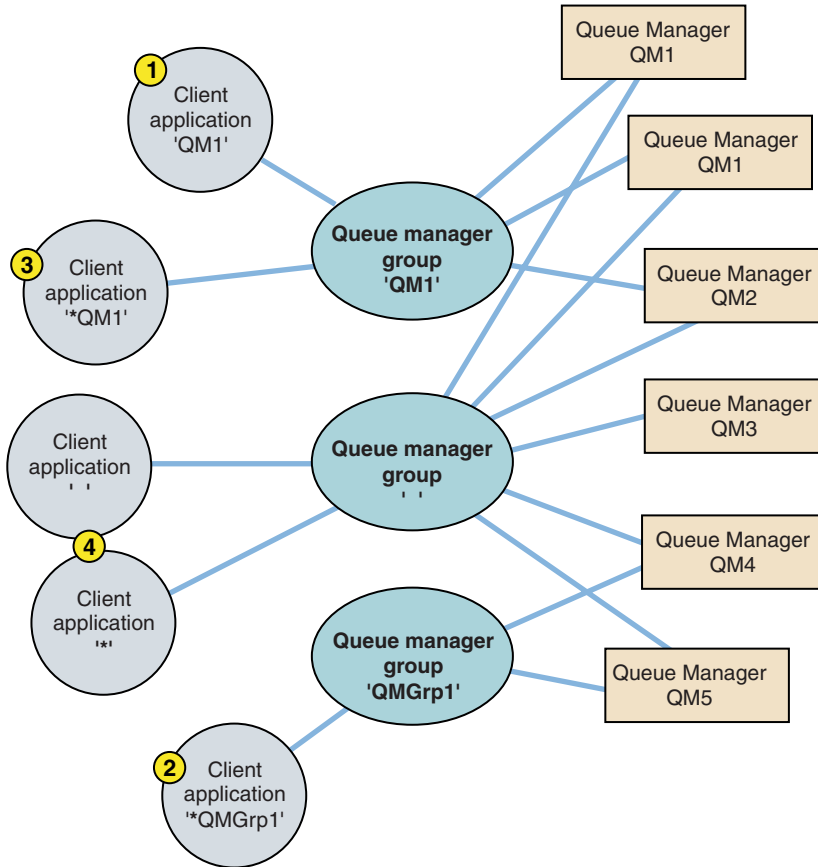 1
Client
application
'QM1'
3
Client
application
'*QM1'
Client
application
' '
4
Client
application
'*'
2
Client
application
'*QMGrp1'
Queue manager
group
'QM1'
Queue manager
group
' '
Queue manager
group
'QMGrp1'
Queue Manager
QM1
Queue Manager
QM1
Queue Manager
QM2
Queue Manager
QM3
Queue Manager
QM4
Queue Manager
QM5